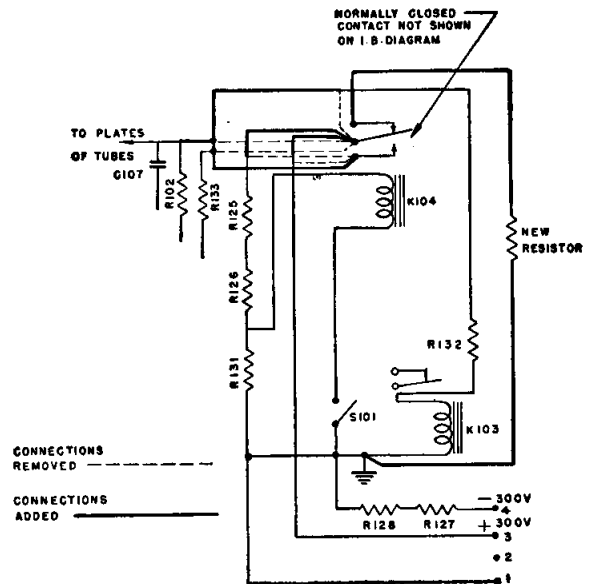 NORMALLY CLOSED
CONTACT NOT SHOWN
ON I.B. DIAGRAM
TO PLATES
OF TUBES
C107
R102
R133
R125
K104
R126
NEW
RESISTOR
R132
R131
S101
K103
CONNECTIONS
REMOVED
CONNECTIONS
ADDED
R128
R127
- 300V
4
+ 300V
3
2
1